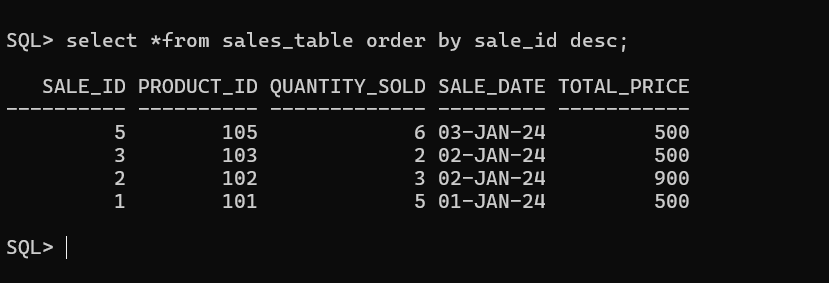 SQL> select *from sales_table order by sale_id desc;
SALE_ID PRODUCT_ID QUANTITY_SOLD SALE_DATE TOTAL_PRICE
---------- ---------- ------------- --------- -----------
5 105 6 03-JAN-24 500
3 103 2 02-JAN-24 500
2 102 3 02-JAN-24 900
1 101 5 01-JAN-24 500
SQL>